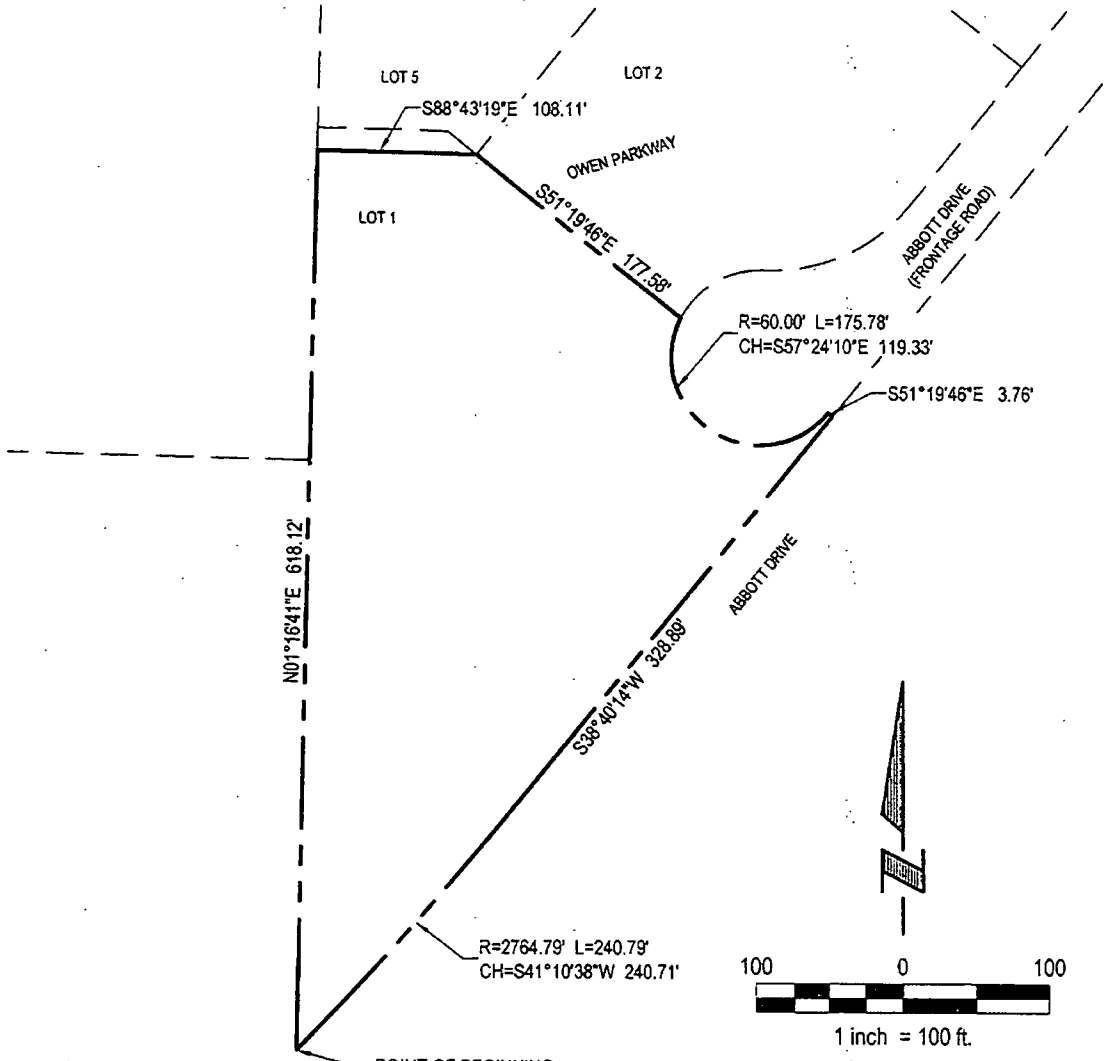 LOT 5
LOT 2
S88°43'19"E 108.11'
OWEN PARKWAY
S51°19'46"E 177.58'
LOT 1
ABBOTT DRIVE
(FRONTAGE ROAD)
R=60.00' L=175.78'
CH=S57°24'10"E 119.33'
S51°19'46"E 3.76'
N01°16'41"E 618.12'
ABBOTT DRIVE
S38°40'14"W 328.89'
R=2764.79' L=240.79'
CH=S41°10'38"W 240.71'
100 0 100
1 inch = 100 ft.
POINT OF BEGINNING